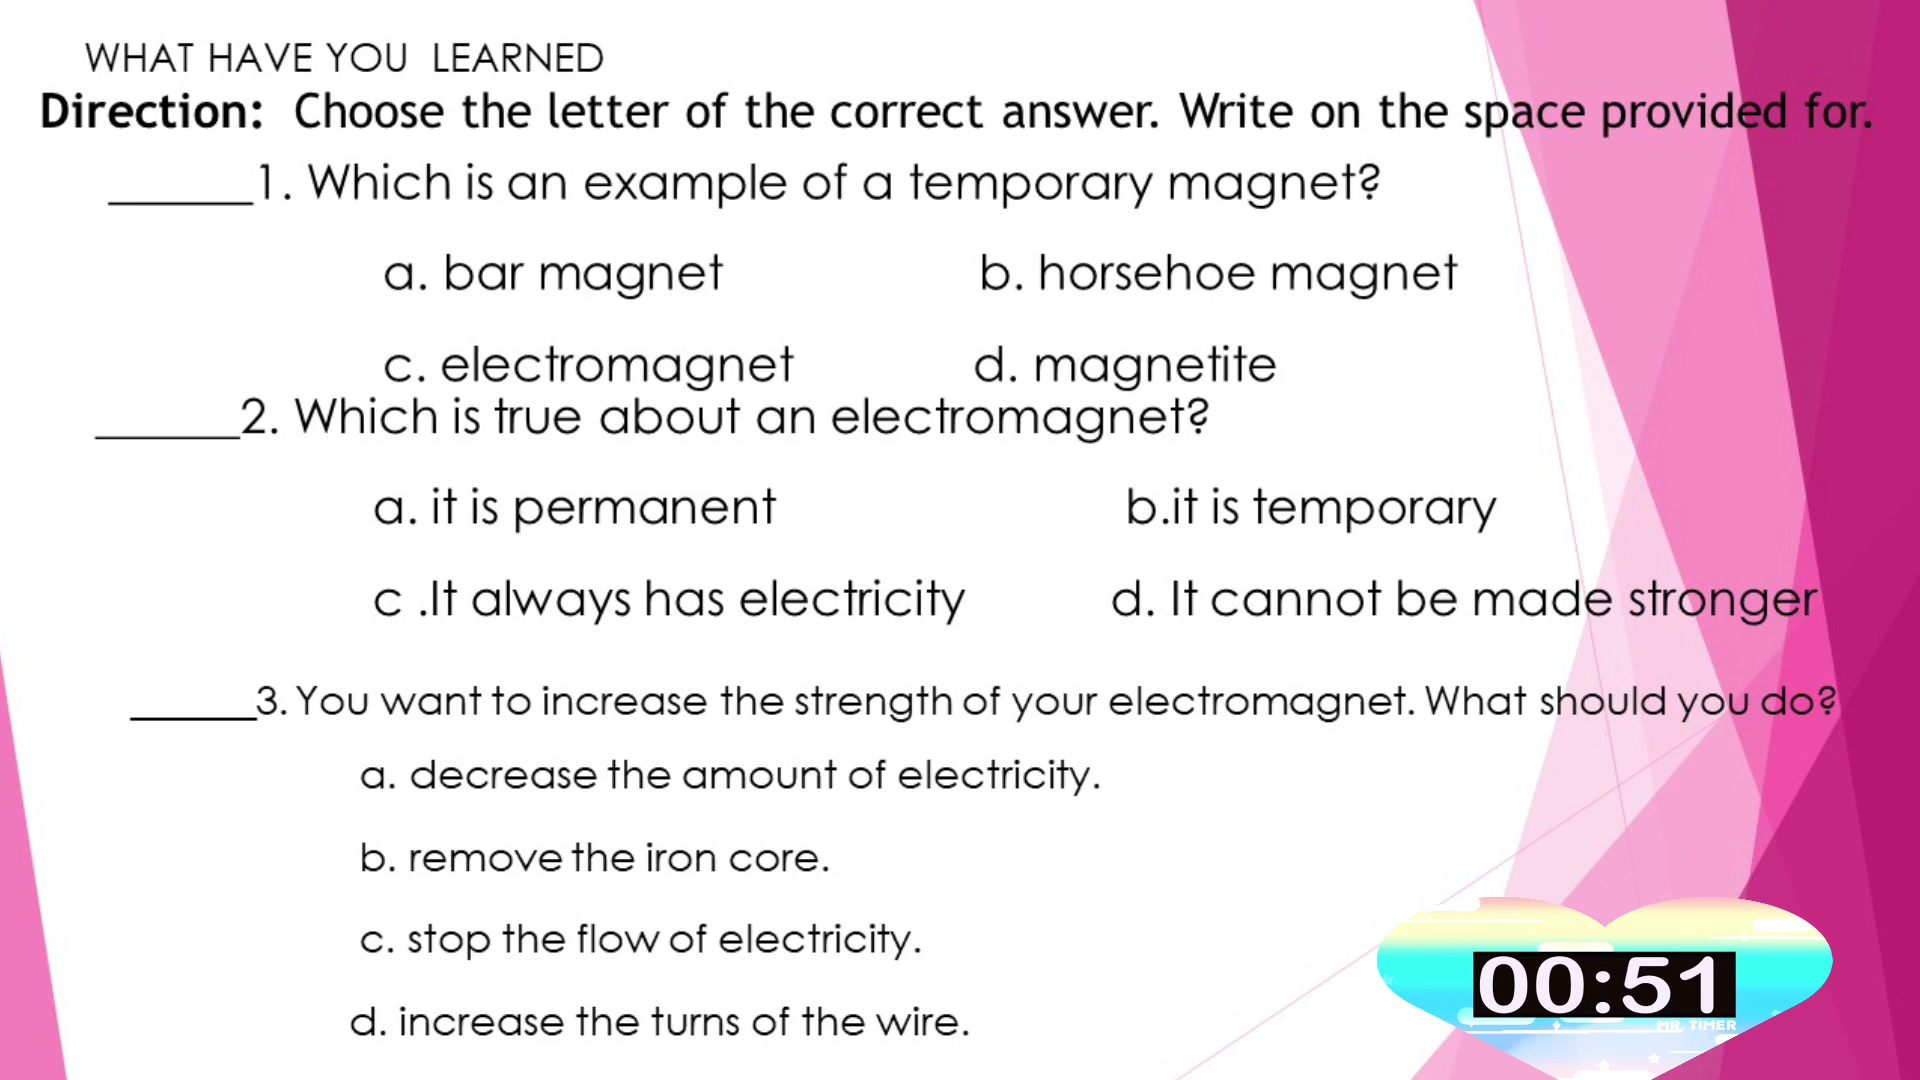 WHAT HAVE YOU LEARNED
Direction: Choose the letter of the correct answer. Write on the space provided for.
______1. Which is an example of a temporary magnet?
a. bar magnet b. horsehoe magnet
c. electromagnet d. magnetite
______2. Which is true about an electromagnet?
a. it is permanent b.it is temporary
c .It always has electricity d. It cannot be made stronger
______3. You want to increase the strength of your electromagnet. What should you do?
a. decrease the amount of electricity.
b. remove the iron core.
c. stop the flow of electricity.
d. increase the turns of the wire.
00:51
MR. TIMER